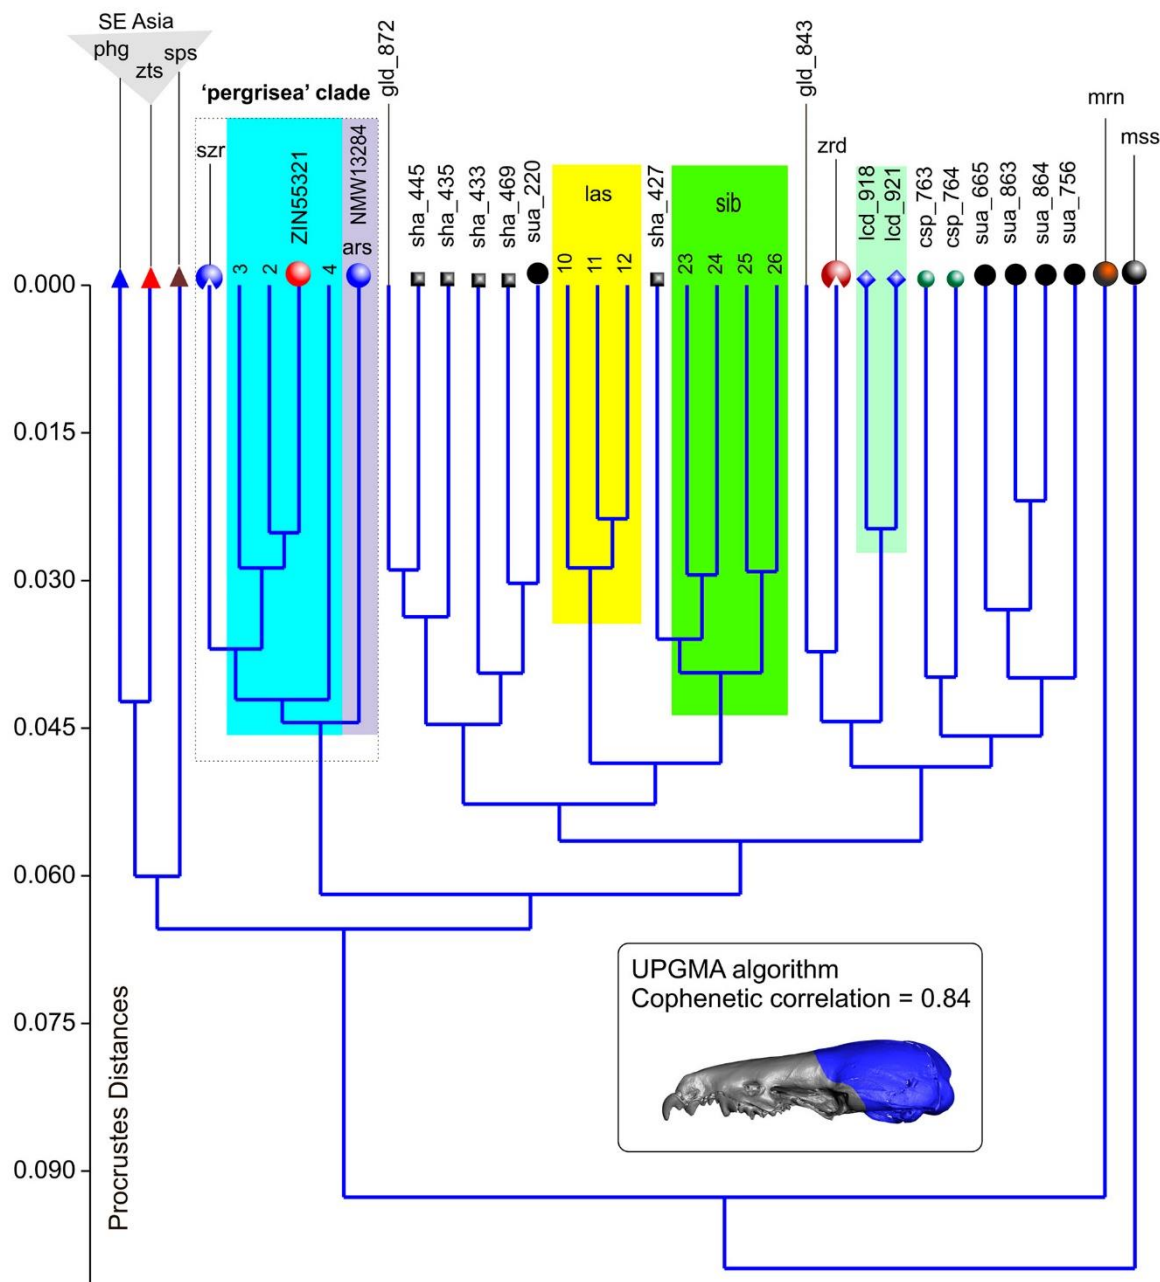 SE Asia
phg
zts
sps
'pergrisea' clade
szr
3
2
ZIN55321
4
NMW13284
ars
gld_872
sha_445
sha_435
sha_433
sha_469
sua_220
las
10
11
12
sha_427
sib
23
24
25
26
gld_843
zrd
lcd_918
lcd_921
csp_763
csp_764
sua_665
sua_863
sua_864
sua_756
mrn
mss
0.000
0.015
0.030
0.045
0.060
0.075
0.090
Procrustes Distances
UPGMA algorithm
Cophenetic correlation = 0.84